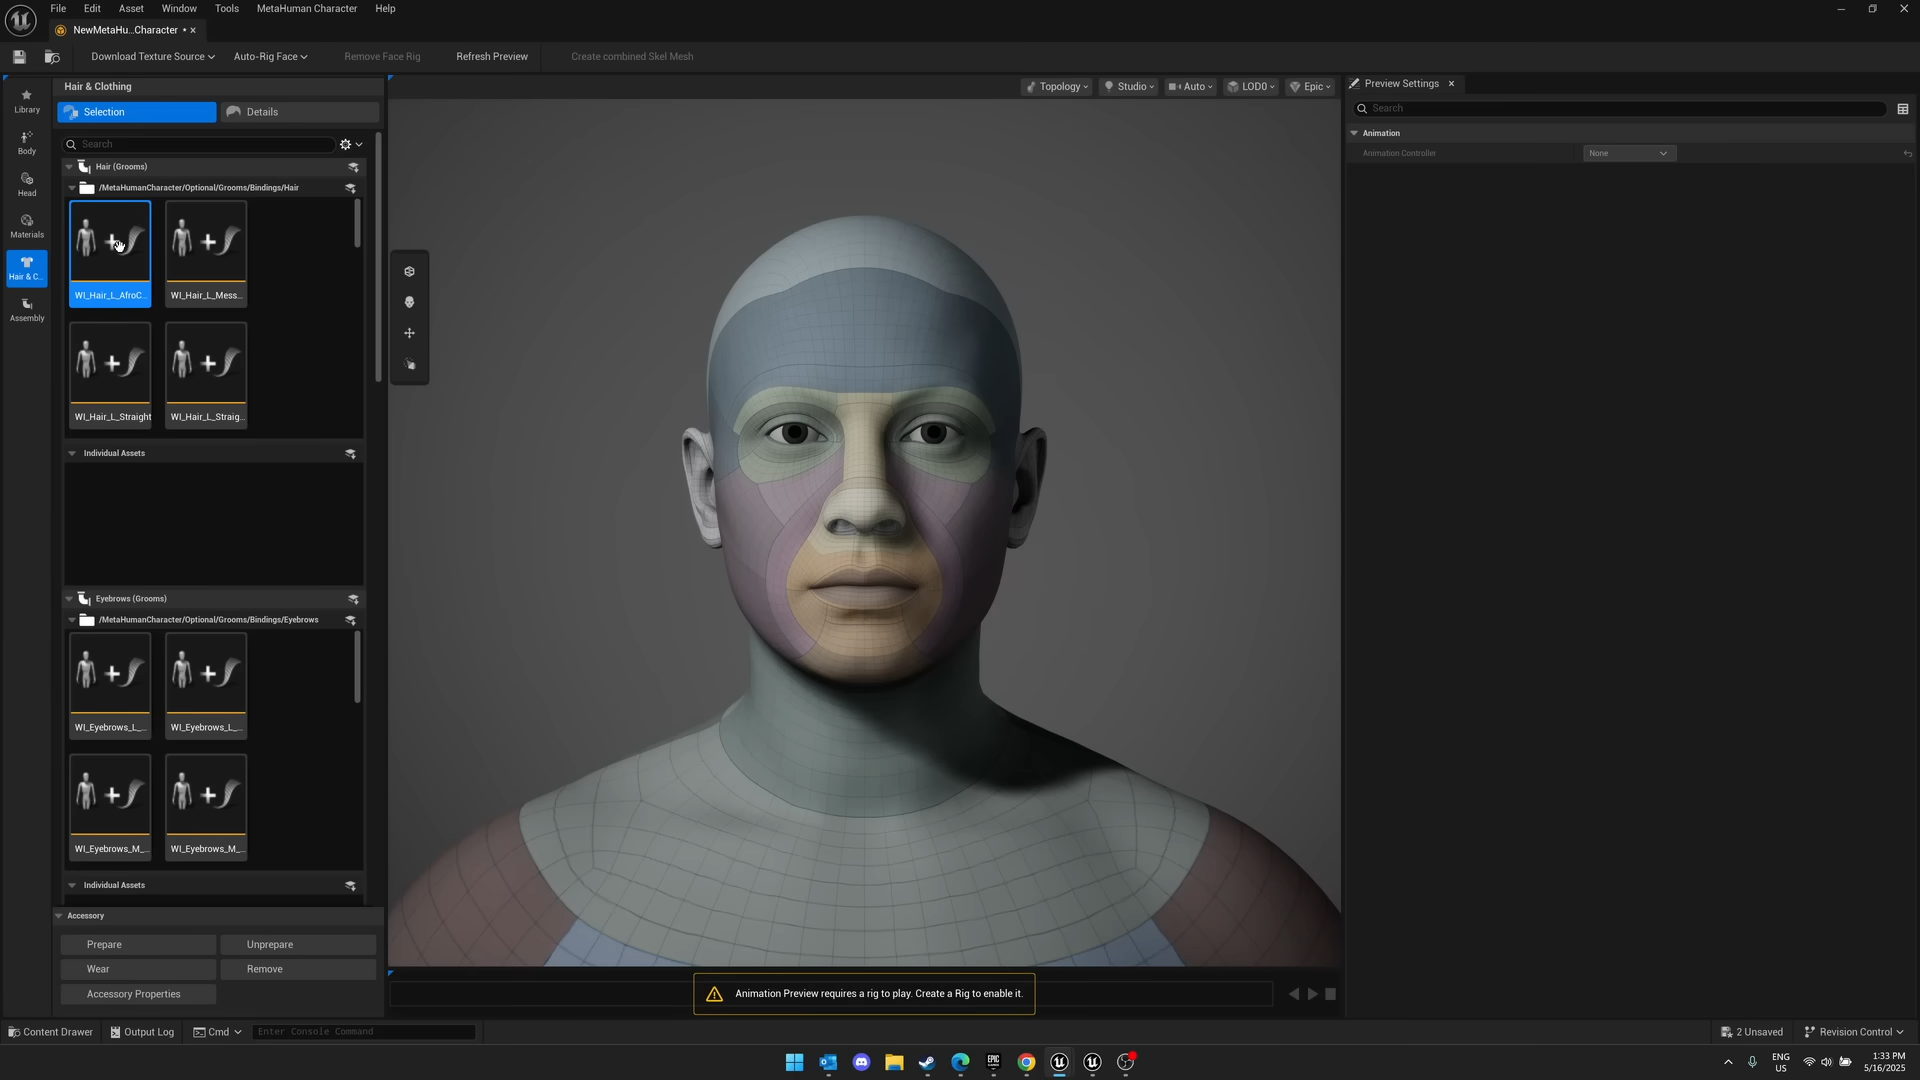 File Edit Asset Window Tools MetaHuman Character Help
NewMetaHu...Character •
Download Texture Source Auto-Rig Face Remove Face Rig Refresh Preview Create combined Skel Mesh
Hair & Clothing
Selection Details
Search
Hair (Grooms)
/MetaHumanCharacter/Optional/Grooms/Bindings/Hair
WI_Hair_L_AfroC... WI_Hair_L_Mess...
WI_Hair_L_Straight WI_Hair_L_Straig...
Individual Assets
Eyebrows (Grooms)
/MetaHumanCharacter/Optional/Grooms/Bindings/Eyebrows
WI_Eyebrows_L_... WI_Eyebrows_L_...
WI_Eyebrows_M_... WI_Eyebrows_M_...
Individual Assets
Accessory
Prepare Unprepare
Wear Remove
Accessory Properties
Library
Body
Head
Materials
Hair & C...
Assembly
Topology Studio Auto LOD0 Epic
Animation Preview requires a rig to play. Create a Rig to enable it.
Preview Settings
Search
Animation
Animation Controller None
Content Drawer Output Log Cmd Enter Console Command 2 Unsaved Revision Control
EPIC GAMES
ENG
US
1:33 PM
5/16/2025